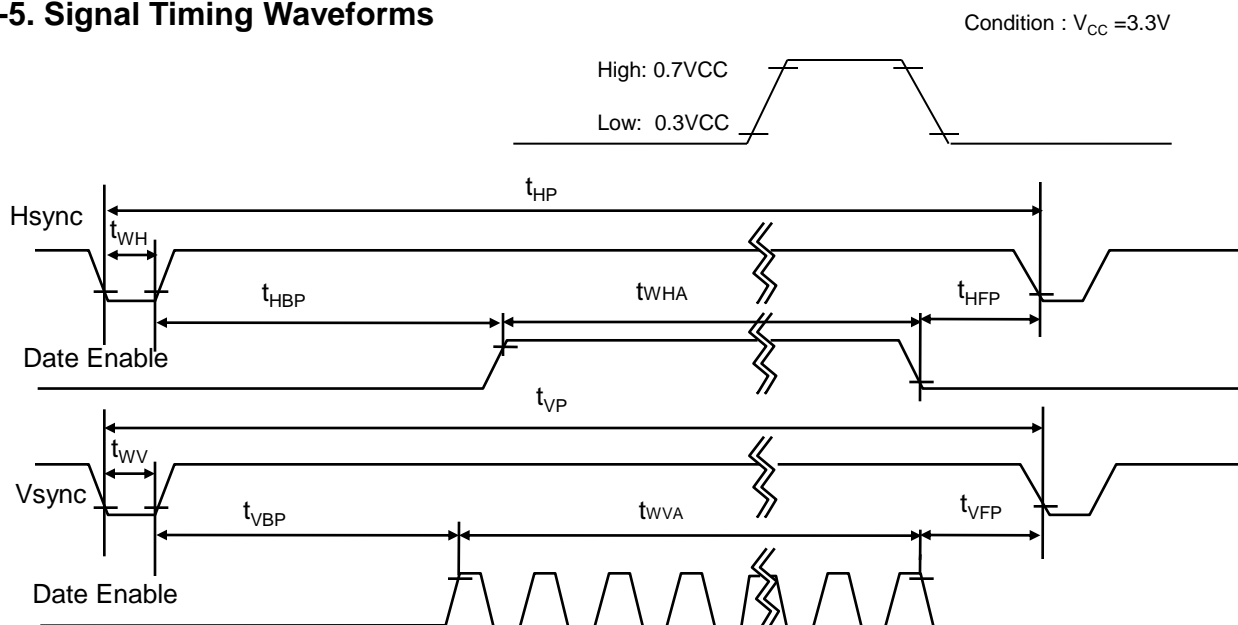 -5. Signal Timing Waveforms
Condition : VCC =3.3V
High: 0.7VCC
Low: 0.3VCC
tHP
Hsync
tWH
tHBP
tWHA
tHFP
Date Enable
tVP
tWV
Vsync
tVBP
tWVA
tVFP
Date Enable